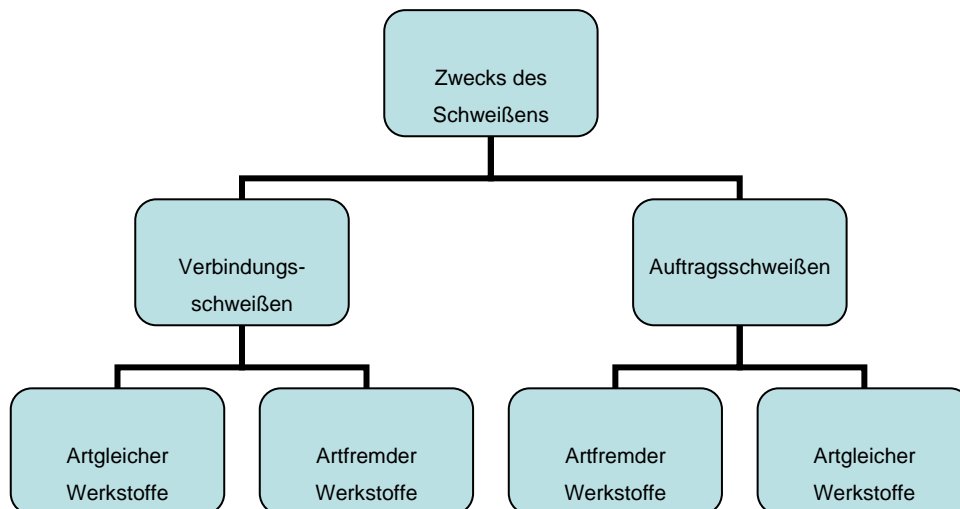 Zwecks des
Schweißens
Verbindungs-
schweißen
Auftragsschweißen
Artgleicher
Werkstoffe
Artfremder
Werkstoffe
Artfremder
Werkstoffe
Artgleicher
Werkstoffe